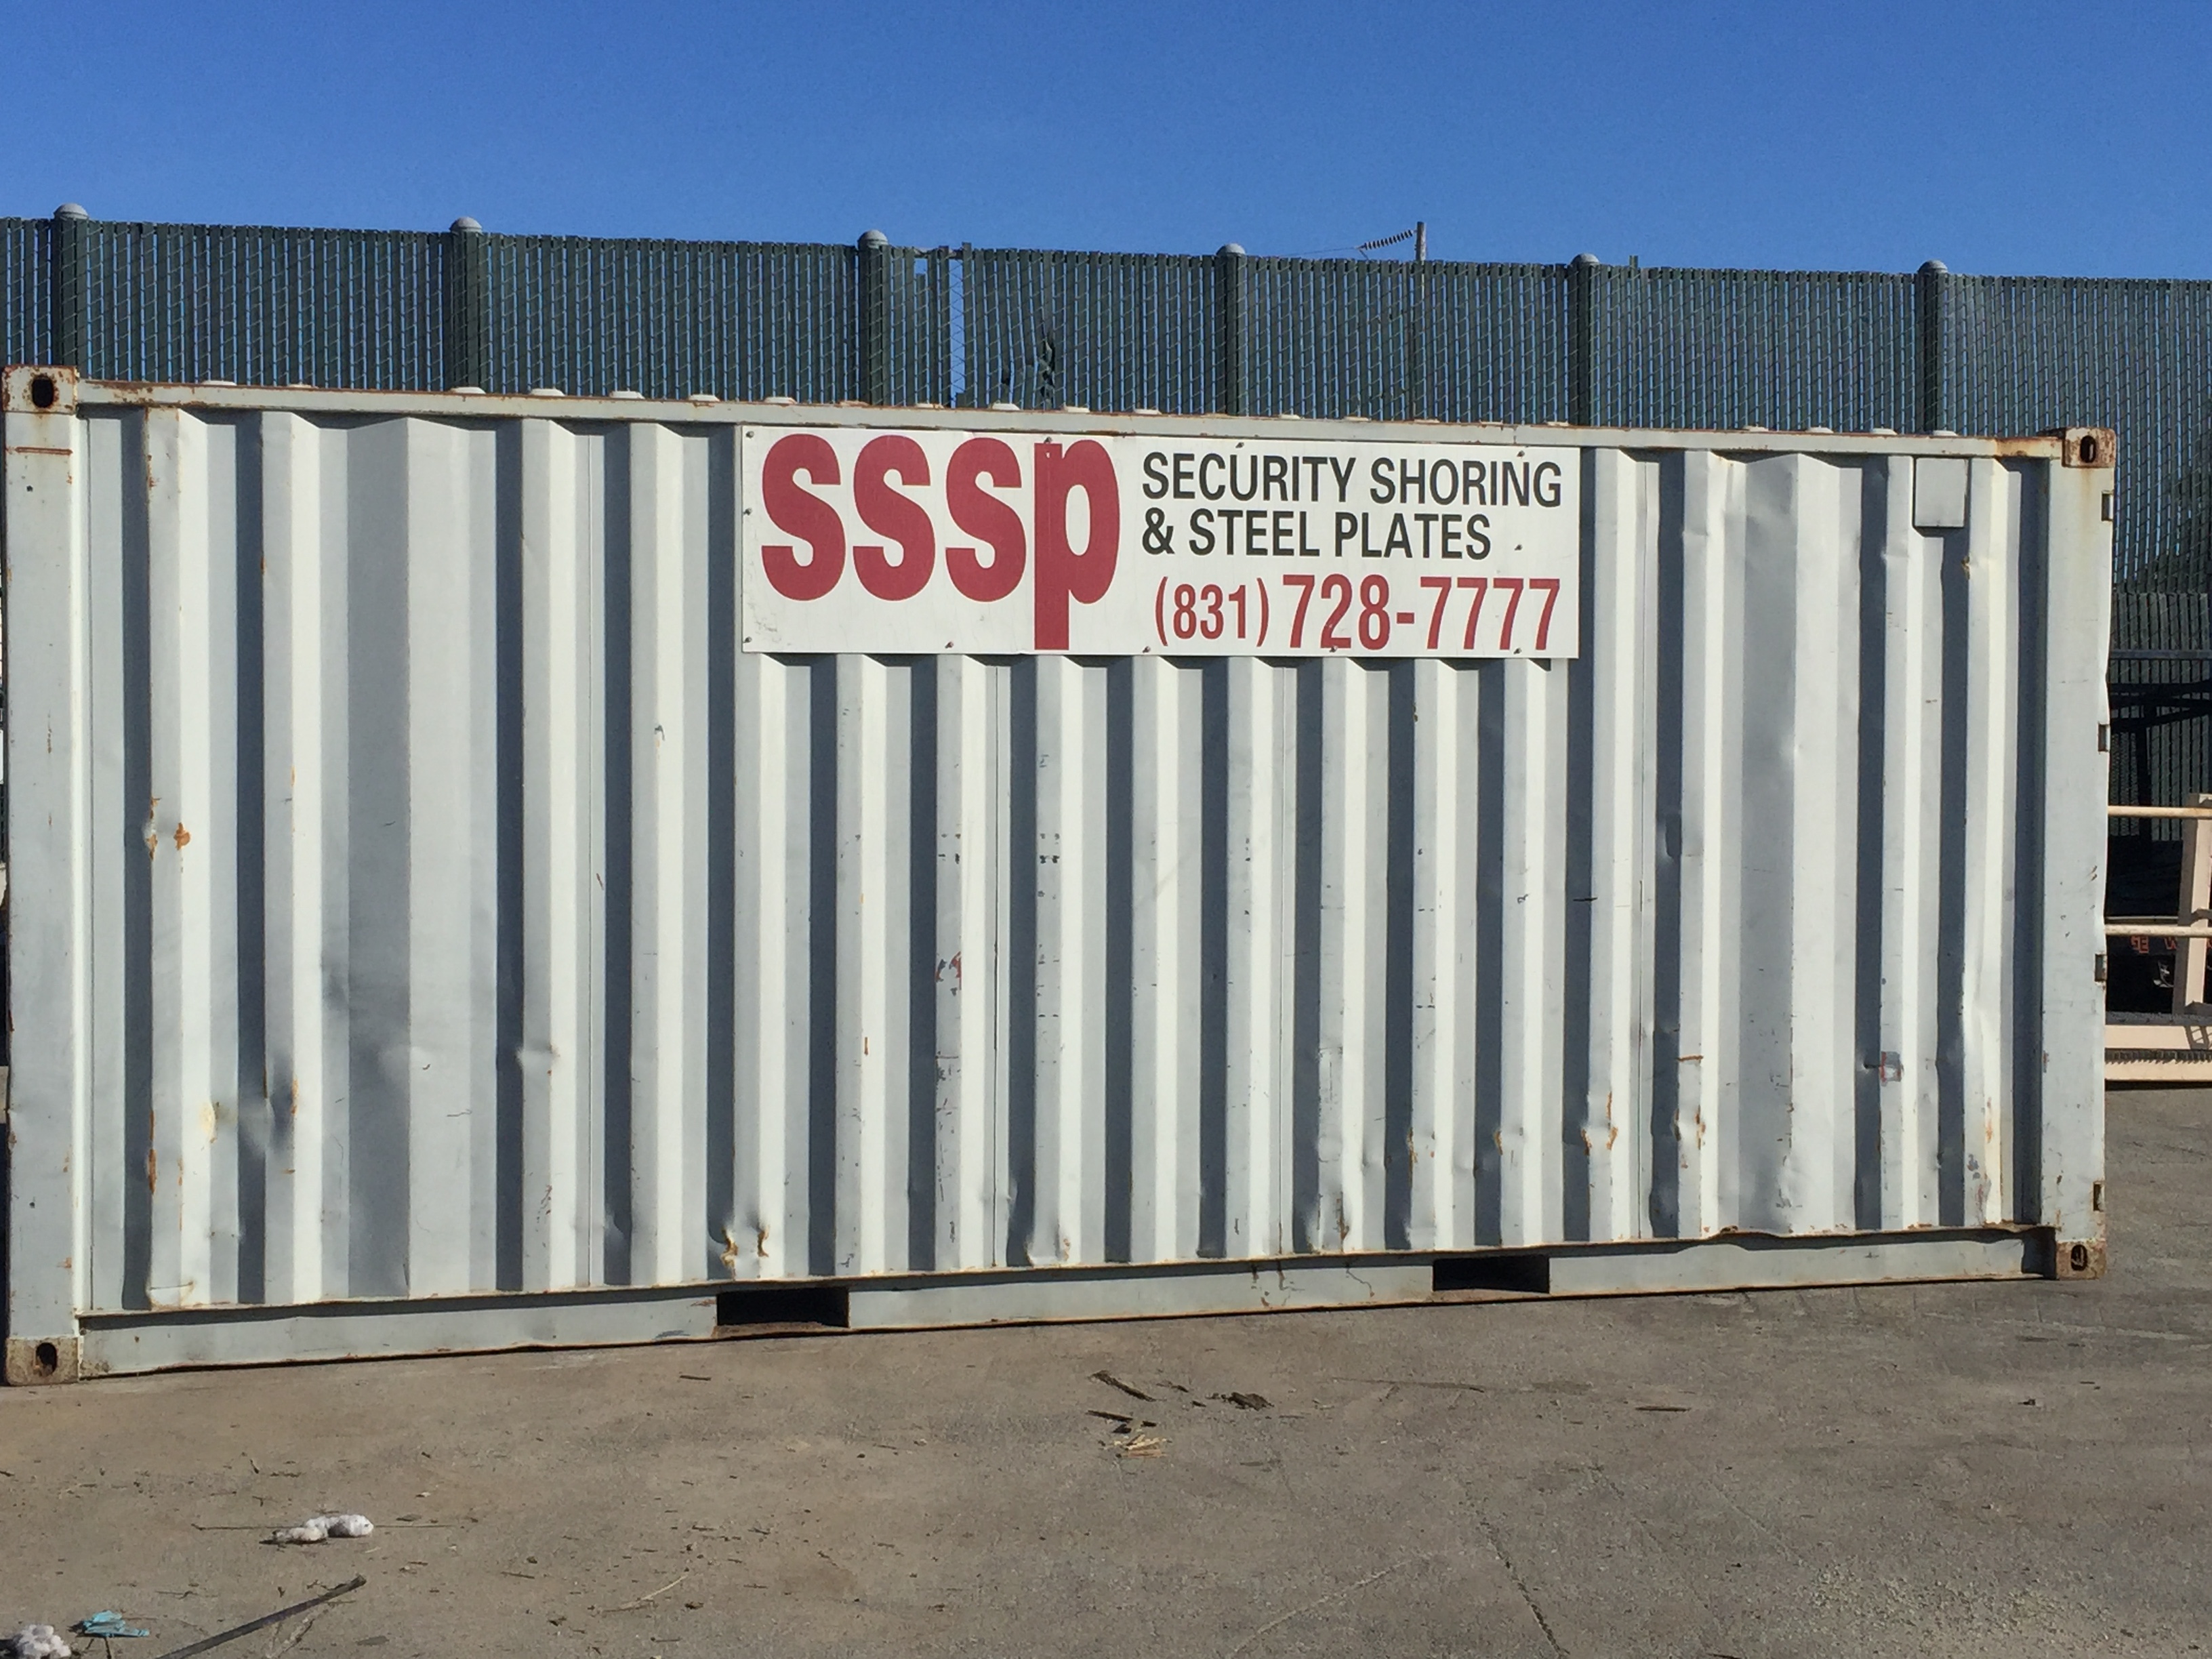 sssp
SECURITY SHORING
& STEEL PLATES
(831) 728-7777